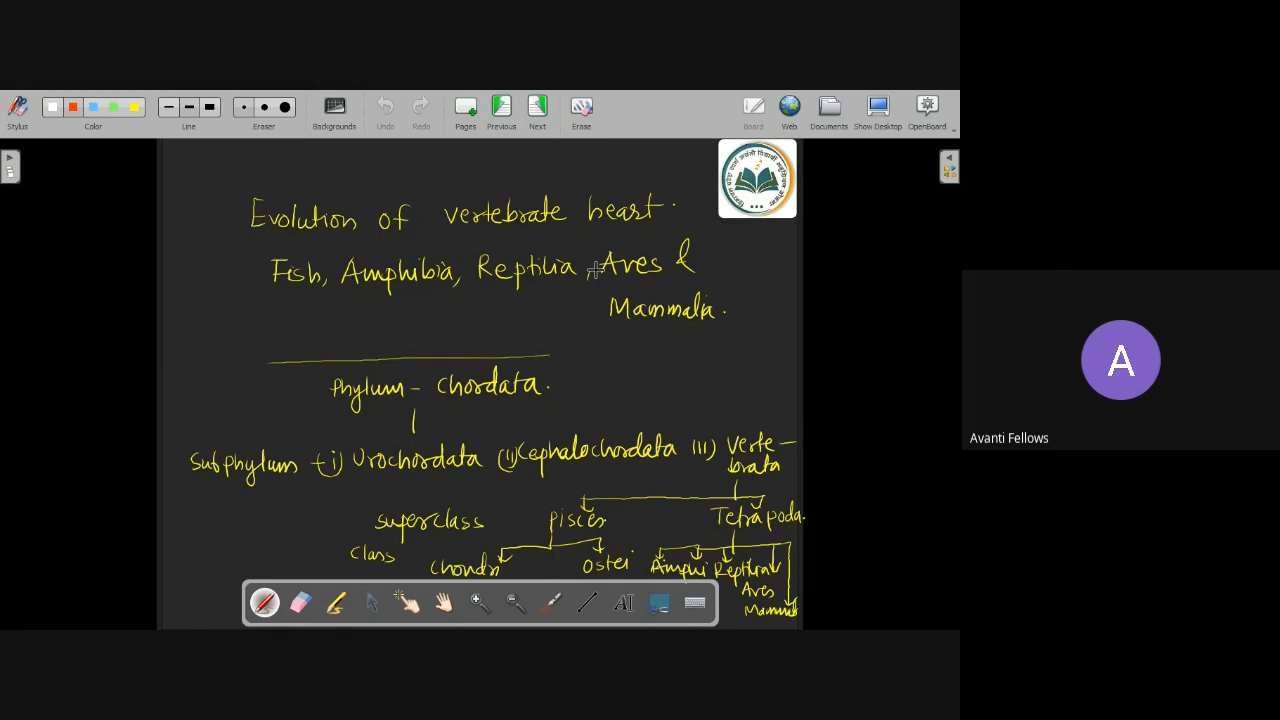 Stylus Color Line Eraser Backgrounds Undo Redo Pages Previous Next Erase Board Web Documents Show Desktop OpenBoard
Evolution of vertebrate heart.
Fish, Amphibia, Reptilia, Aves &
Mammalia.
Phylum - Chordata.
Subphylum - i) Urochordata (ii) Cephalochordata III) Verte-
brata
superclass Pisces Tetrapoda.
Class Chondri Ostei Amphi Reptilia
Aves
Mamm
A
Avanti Fellows